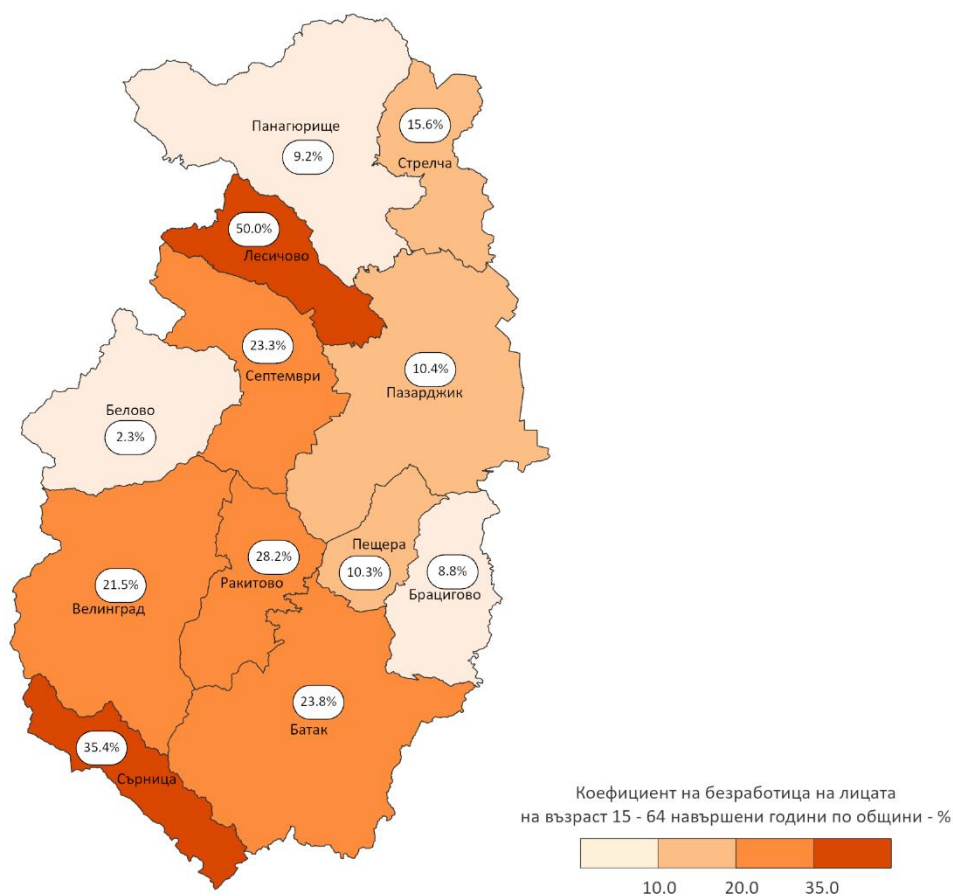 Панагюрище
9.2%
15.6%
Стрелча
50.0%
Лесичово
23.3%
Септември
10.4%
Пазарджик
Белово
2.3%
Пещера
10.3%
28.2%
Ракитово
8.8%
Брацигово
21.5%
Велинград
23.8%
Батак
35.4%
Сърница
Коефициент на безработица на лицата
на възраст 15 - 64 навършени години по общини - %
10.0 20.0 35.0